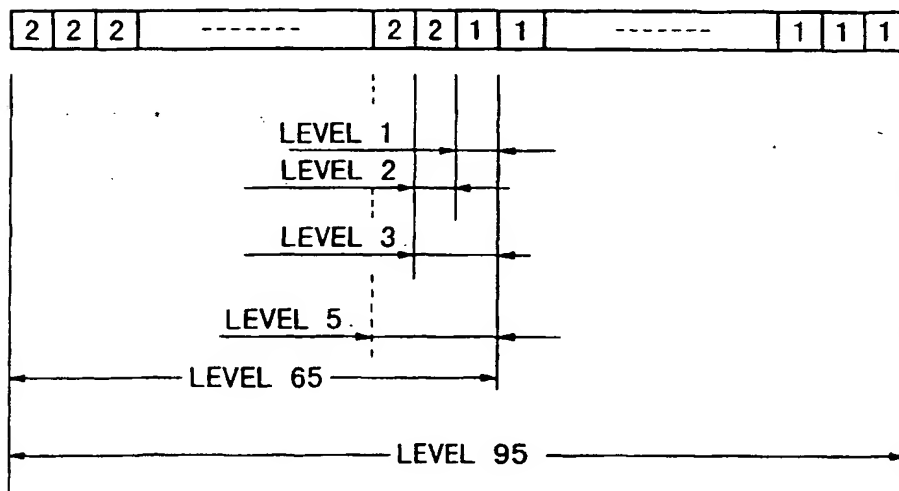 2 2 2 ------- 2 2 1 1 ------- 1 1 1
LEVEL 1
LEVEL 2
LEVEL 3
LEVEL 5
LEVEL 65
LEVEL 95